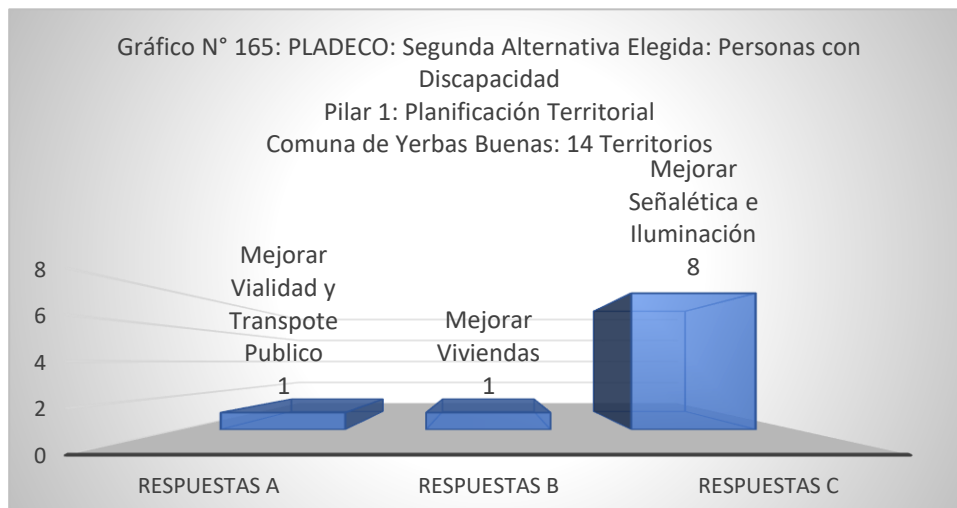 Gráfico N° 165: PLADECO: Segunda Alternativa Elegida: Personas con
Discapacidad
Pilar 1: Planificación Territorial
Comuna de Yerbas Buenas: 14 Territorios
Mejorar
Señalética e
Iluminación
8
Mejorar
Vialidad y
Transpote
Publico
1
Mejorar
Viviendas
1
8
6
4
2
0
RESPUESTAS A
RESPUESTAS B
RESPUESTAS C